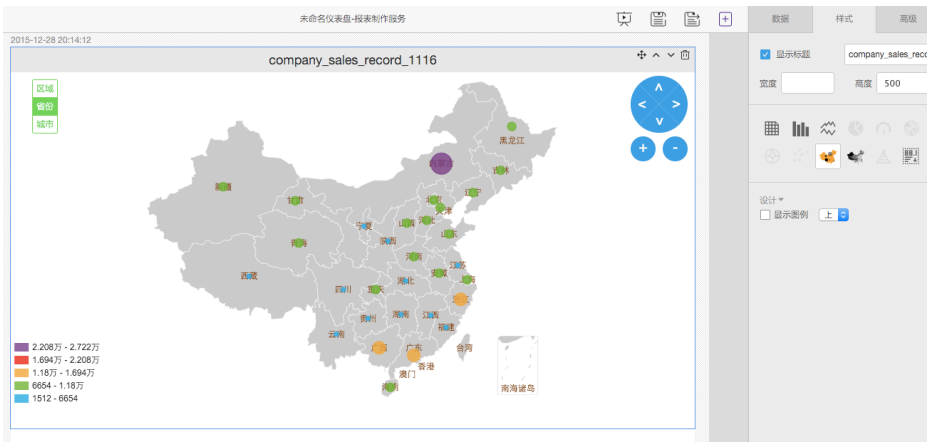 未命名仪表盘-报表制作服务
数据
样式
高级
2015-12-28 20:14:12
company_sales_record_1116
显示标题
company_sales_reco
宽度
高度
500
区域
省份
城市
黑龙江
内蒙古
吉林
新疆
辽宁
甘肃
北京
天津
宁夏
山西
河北
陕西
山东
青海
河南
江苏
西藏
安徽
上海
四川
重庆
湖北
浙江
贵州
湖南
江西
福建
云南
广西
广东
台湾
香港
澳门
海南
南海诸岛
设计
显示图例
上
2.208万 - 2.722万
1.694万 - 2.208万
1.18万 - 1.694万
6654 - 1.18万
1512 - 6654